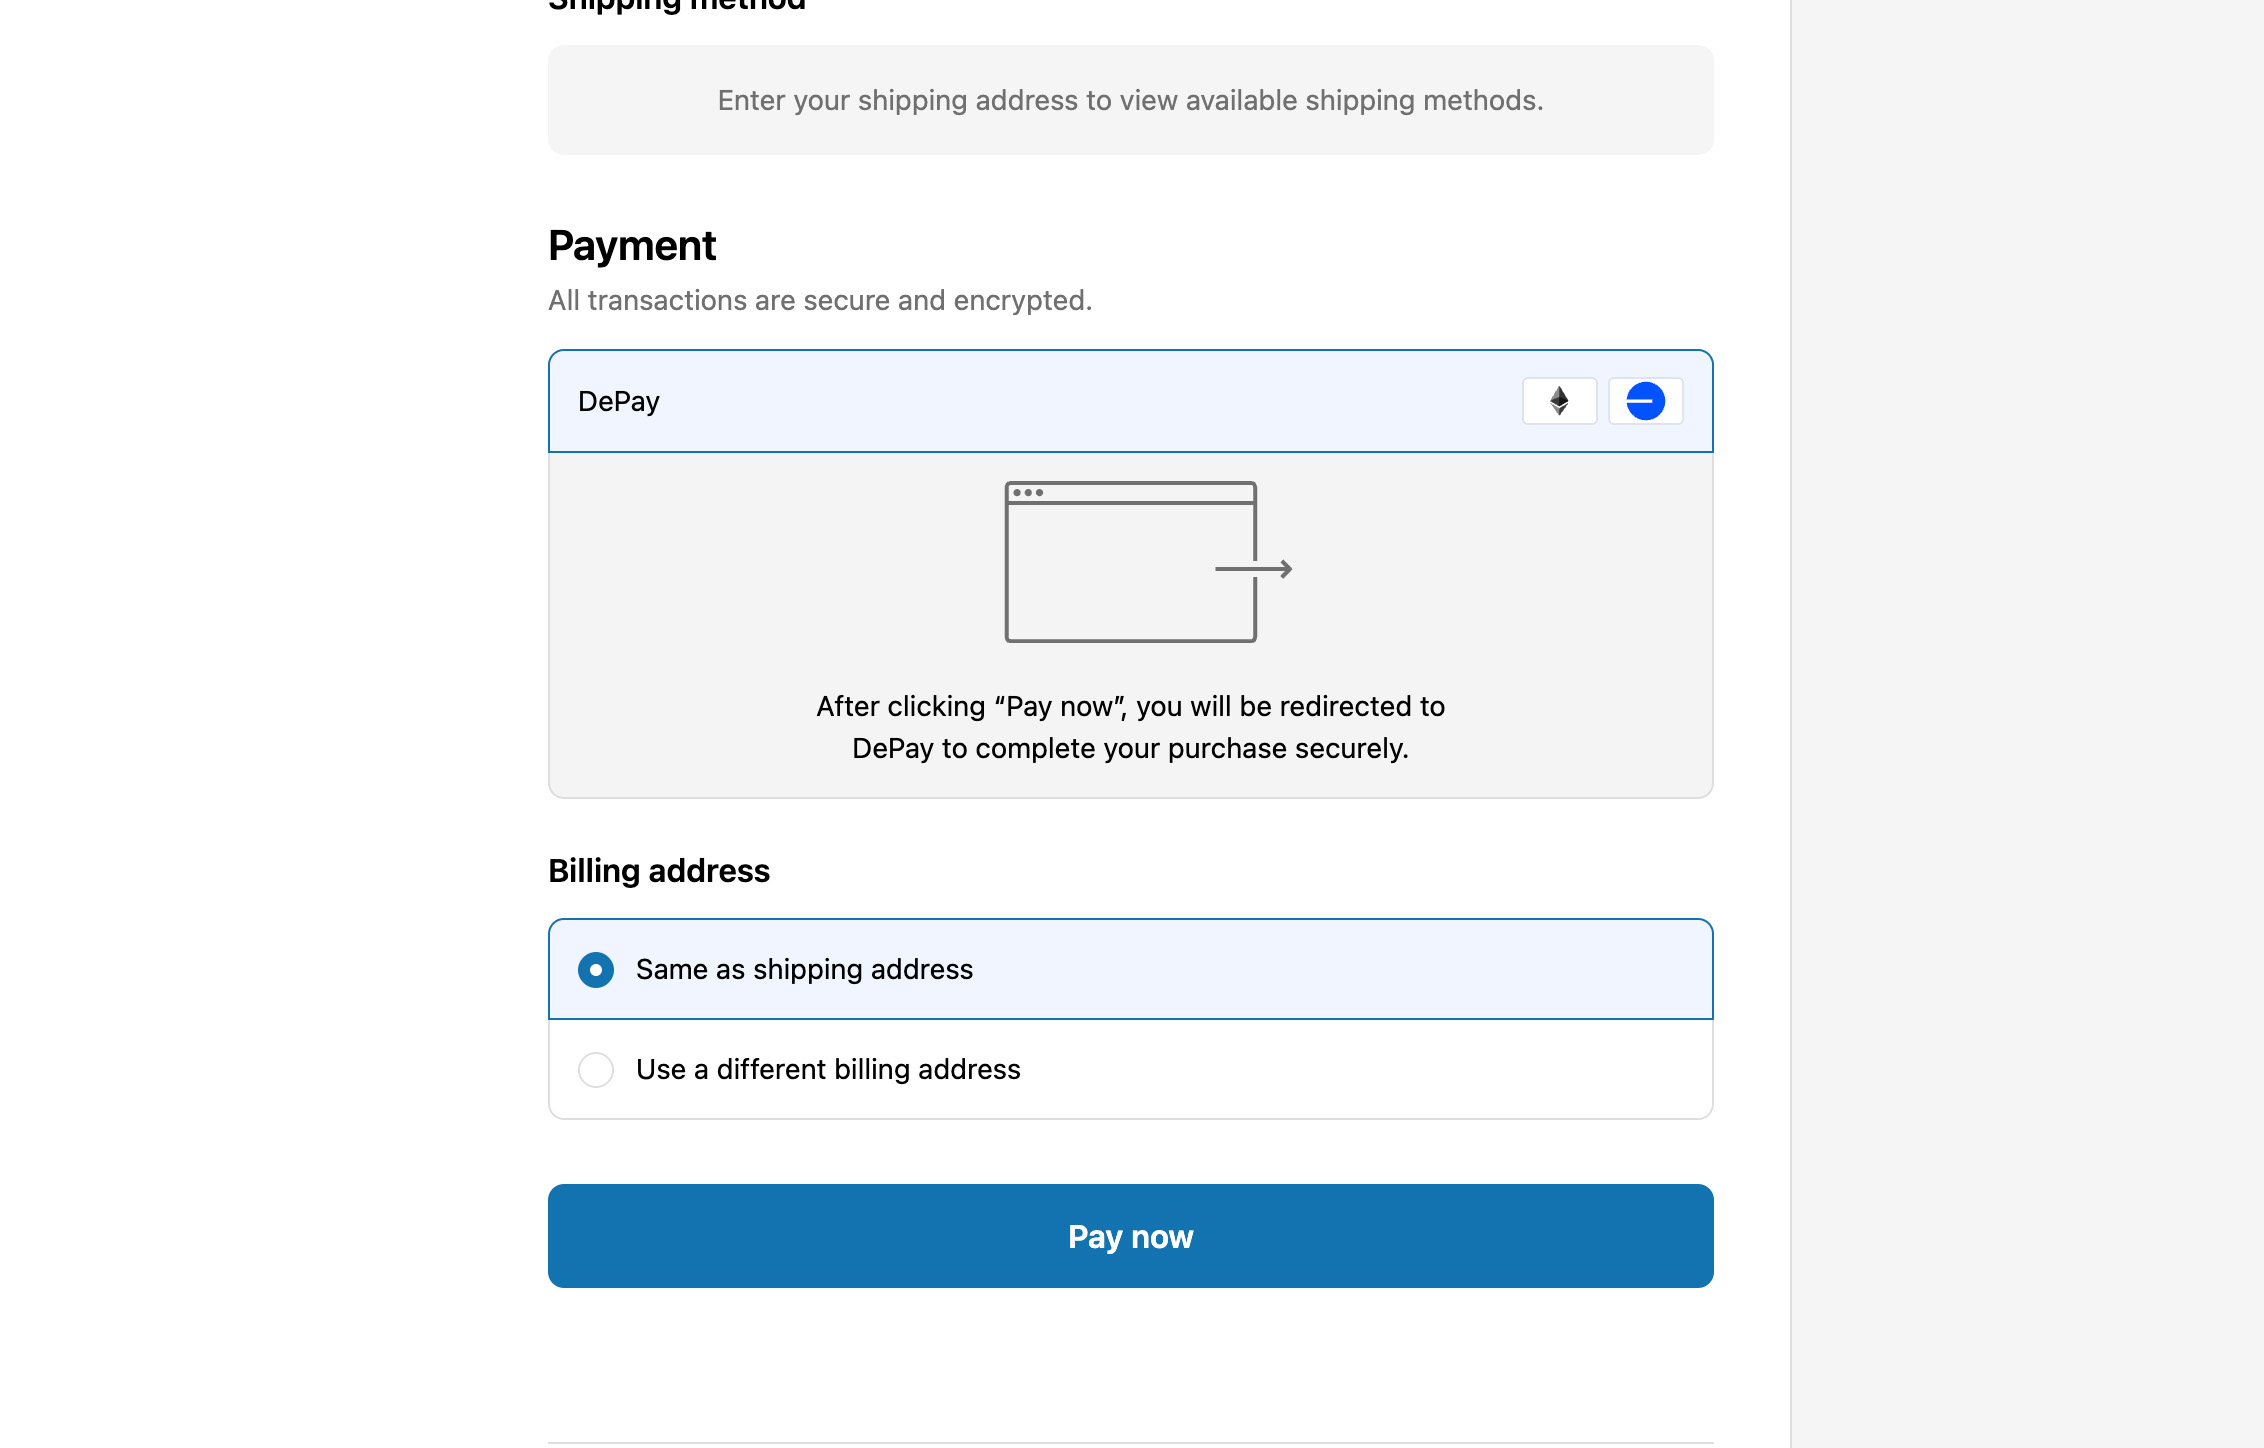 Shipping method
Enter your shipping address to view available shipping methods.
Payment
All transactions are secure and encrypted.
DePay
After clicking “Pay now”, you will be redirected to
DePay to complete your purchase securely.
Billing address
Same as shipping address
Use a different billing address
Pay now